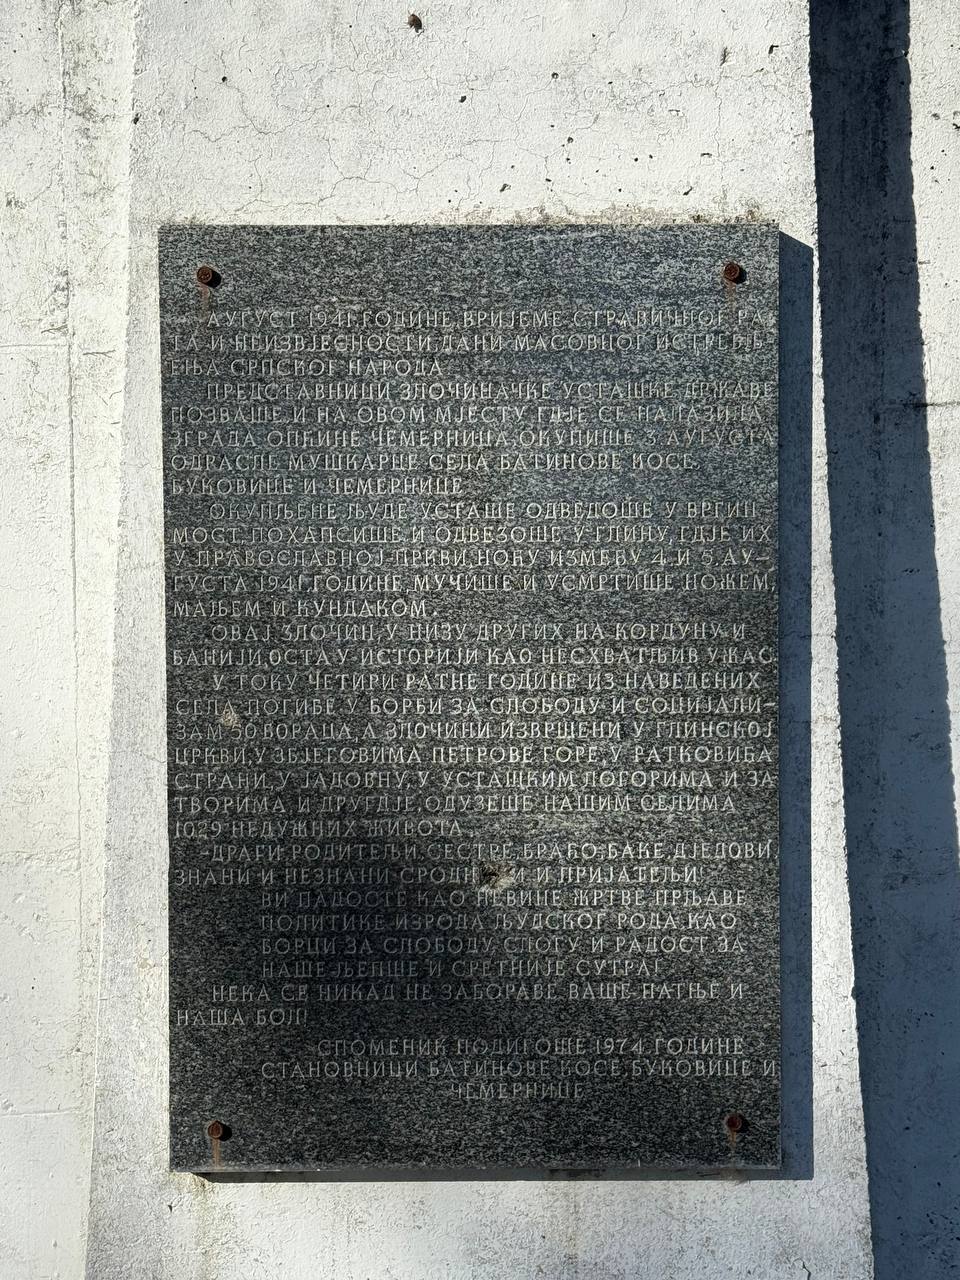 АУГУСТ 1941. ГОДИНЕ, ВРИЈЕМЕ СТРАВИЧНОГ РА-
ТА И НЕИЗВЈЕСНОСТИ, ДАНИ МАСОВНОГ ИСТРЕБЉ-
ЕЊА СРПСКОГ НАРОДА
ПРЕДСТАВНИЦИ ЗЛОЧИНАЧКЕ УСТАШКЕ ДРЖАВЕ
ПОЗВАШЕ И НА ОВОМ МЈЕСТУ, ГДЈЕ СЕ НАЛАЗИЛА
ЗГРАДА ОПЋИНЕ ЧЕМЕРНИЦА, ОКУПИШЕ 3. АУГУСТА
ОДРАСЛЕ МУШКАРЦЕ СЕЛА БАТИНОВЕ КОСЕ,
БУКОВИЦЕ И ЧЕМЕРНИЦЕ
ОКУПЉЕНЕ ЉУДЕ УСТАШЕ ОДВЕДОШЕ У ВРГИН-
МОСТ, ПОХАПСИШЕ И ОДВЕЗОШЕ У ГЛИНУ, ГДЈЕ ИХ
У ПРАВОСЛАВНОЈ ЦРКВИ, НОЋУ ИЗМЕЂУ 4. И 5. АУ-
ГУСТА 1941. ГОДИНЕ, МУЧИШЕ И УСМРТИШЕ НОЖЕМ,
МАЉЕМ И КУНДАКОМ.
ОВАЈ ЗЛОЧИН, У НИЗУ ДРУГИХ НА КОРДУНУ И
БАНИЈИ, ОСТА У ИСТОРИЈИ КАО НЕСХВАТЉИВ УЖАС.
У ТОКУ ЧЕТИРИ РАТНЕ ГОДИНЕ ИЗ НАВЕДЕНИХ
СЕЛА ПОГИБЕ У БОРБИ ЗА СЛОБОДУ И СОЦИЈАЛИ-
ЗАМ 50 БОРАЦА, А ЗЛОЧИНИ ИЗВРШЕНИ У ГЛИНСКОЈ
ЦРКВИ, У ЗБЈЕГОВИМА ПЕТРОВЕ ГОРЕ, У РАТКОВИЋА
СТРАНИ, У ЈАДОВНУ, У УСТАШКИМ ЛОГОРИМА И ЗА-
ТВОРИМА И ДРУГДЈЕ, ОДУЗЕШЕ НАШИМ СЕЛИМА
1029 НЕДУЖНИХ ЖИВОТА.
-ДРАГИ РОДИТЕЉИ, СЕСТРЕ, БРАЋО, БАКЕ, ДЈЕДОВИ,
ЗНАНИ И НЕЗНАНИ И ПРИЈАТЕЉИ!
ВИ ПАДОСТЕ КАО НЕВИНЕ ЖРТВЕ ПРЉАВЕ
ПОЛИТИКЕ ИЗРОДА ЉУДСКОГ РОДА, КАО
БОРЦИ ЗА СЛОБОДУ, СЛОГУ И РАДОСТ, ЗА
НАШЕ ЉЕПШЕ И СРЕТНИЈЕ СУТРА!
НЕКА СЕ НИКАД НЕ ЗАБОРАВЕ ВАШЕ ПАТЊЕ И
НАША БОЛ!
СПОМЕНИК ПОДИГОШЕ 1974. ГОДИНЕ
СТАНОВНИЦИ БАТИНОВЕ КОСЕ, БУКОВИЦЕ И
ЧЕМЕРНИЦЕ